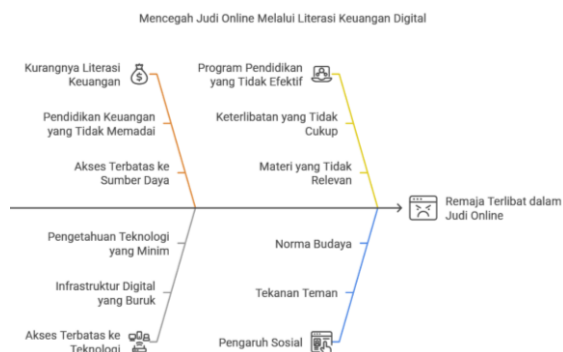 Mencegah Judi Online Melalui Literasi Keuangan Digital
Kurangnya Literasi
Keuangan
Pendidikan Keuangan
yang Tidak Memadai
Akses Terbatas ke
Sumber Daya
Program Pendidikan
yang Tidak Efektif
Keterlibatan yang Tidak
Cukup
Materi yang Tidak
Relevan
Remaja Terlibat dalam
Judi Online
Pengetahuan Teknologi
yang Minim
Infrastruktur Digital
yang Buruk
Akses Terbatas ke
Teknologi
Norma Budaya
Tekanan Teman
Pengaruh Sosial